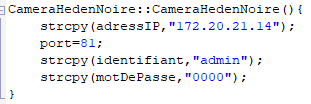 CameraHedenNoire::CameraHedenNoire(){
strcpy(adressIP,"172.20.21.14");
port=81;
strcpy(identifiant,"admin");
strcpy(motDePasse,"0000");
}